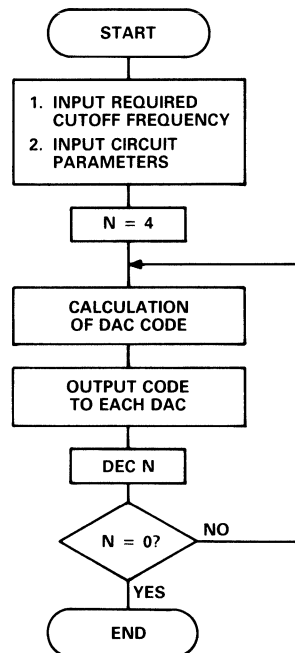 START
1. INPUT REQUIRED
CUTOFF FREQUENCY
2. INPUT CIRCUIT
PARAMETERS
N = 4
CALCULATION
OF DAC CODE
OUTPUT CODE
TO EACH DAC
DEC N
N = 0?
NO
YES
END